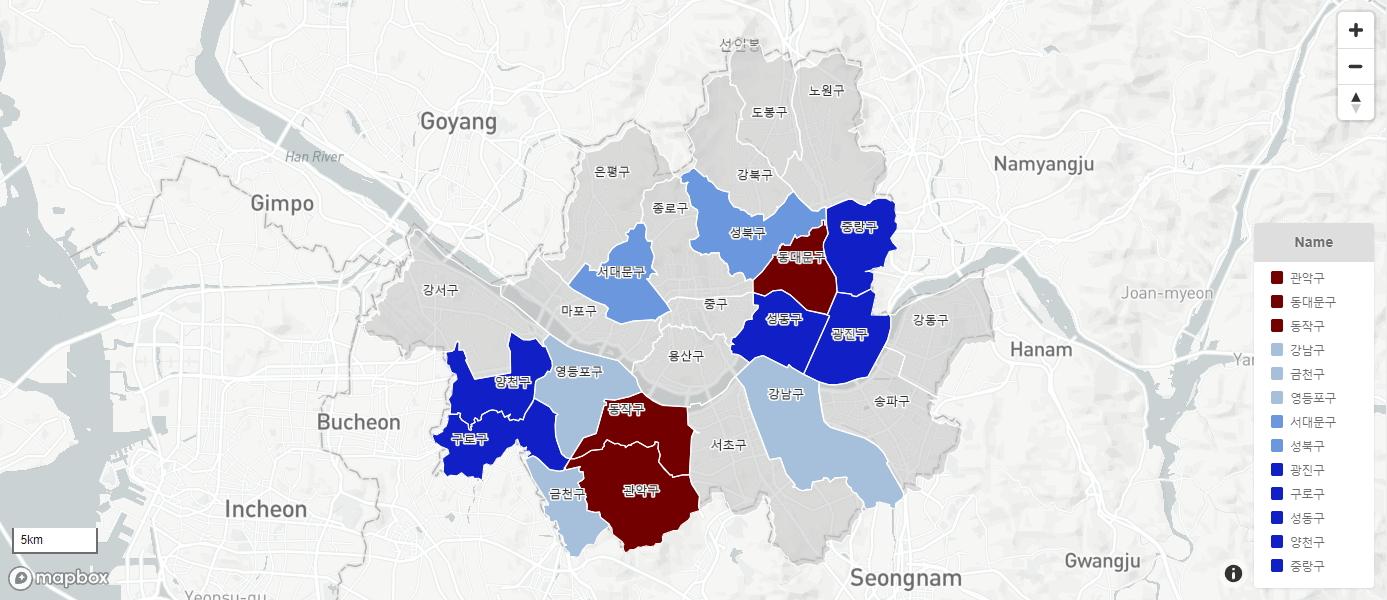 선인봉
노원구
도봉구
Goyang
Han River
Namyangju
은평구
강북구
Gimpo
종로구
성북구
중랑구
동대문구
서대문구
강서구
마포구
중구
성동구
광진구
강동구
Joan-myeon
Hanam
용산구
영등포구
양천구
강남구
송파구
동작구
Bucheon
구로구
서초구
금천구
관악구
Incheon
Gwangju
Seongnam
5km
mapbox
Name
관악구
동대문구
동작구
강남구
금천구
영등포구
서대문구
성북구
광진구
구로구
성동구
양천구
중랑구